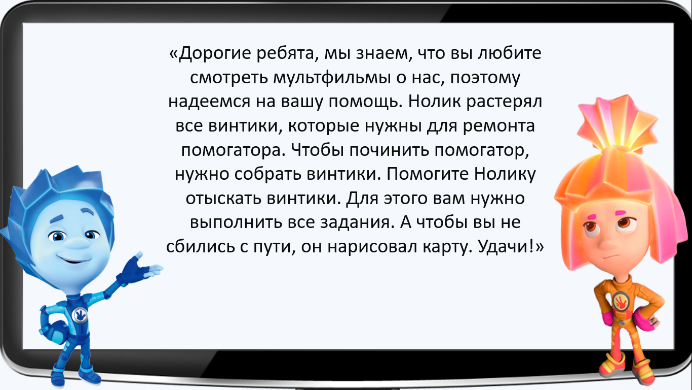 «Дорогие ребята, мы знаем, что вы любите
смотреть мультфильмы о нас, поэтому
надеемся на вашу помощь. Нолик растерял
все винтики, которые нужны для ремонта
помогатора. Чтобы починить помогатор,
нужно собрать винтики. Помогите Нолику
отыскать винтики. Для этого вам нужно
выполнить все задания. А чтобы вы не
сбились с пути, он нарисовал карту. Удачи!»